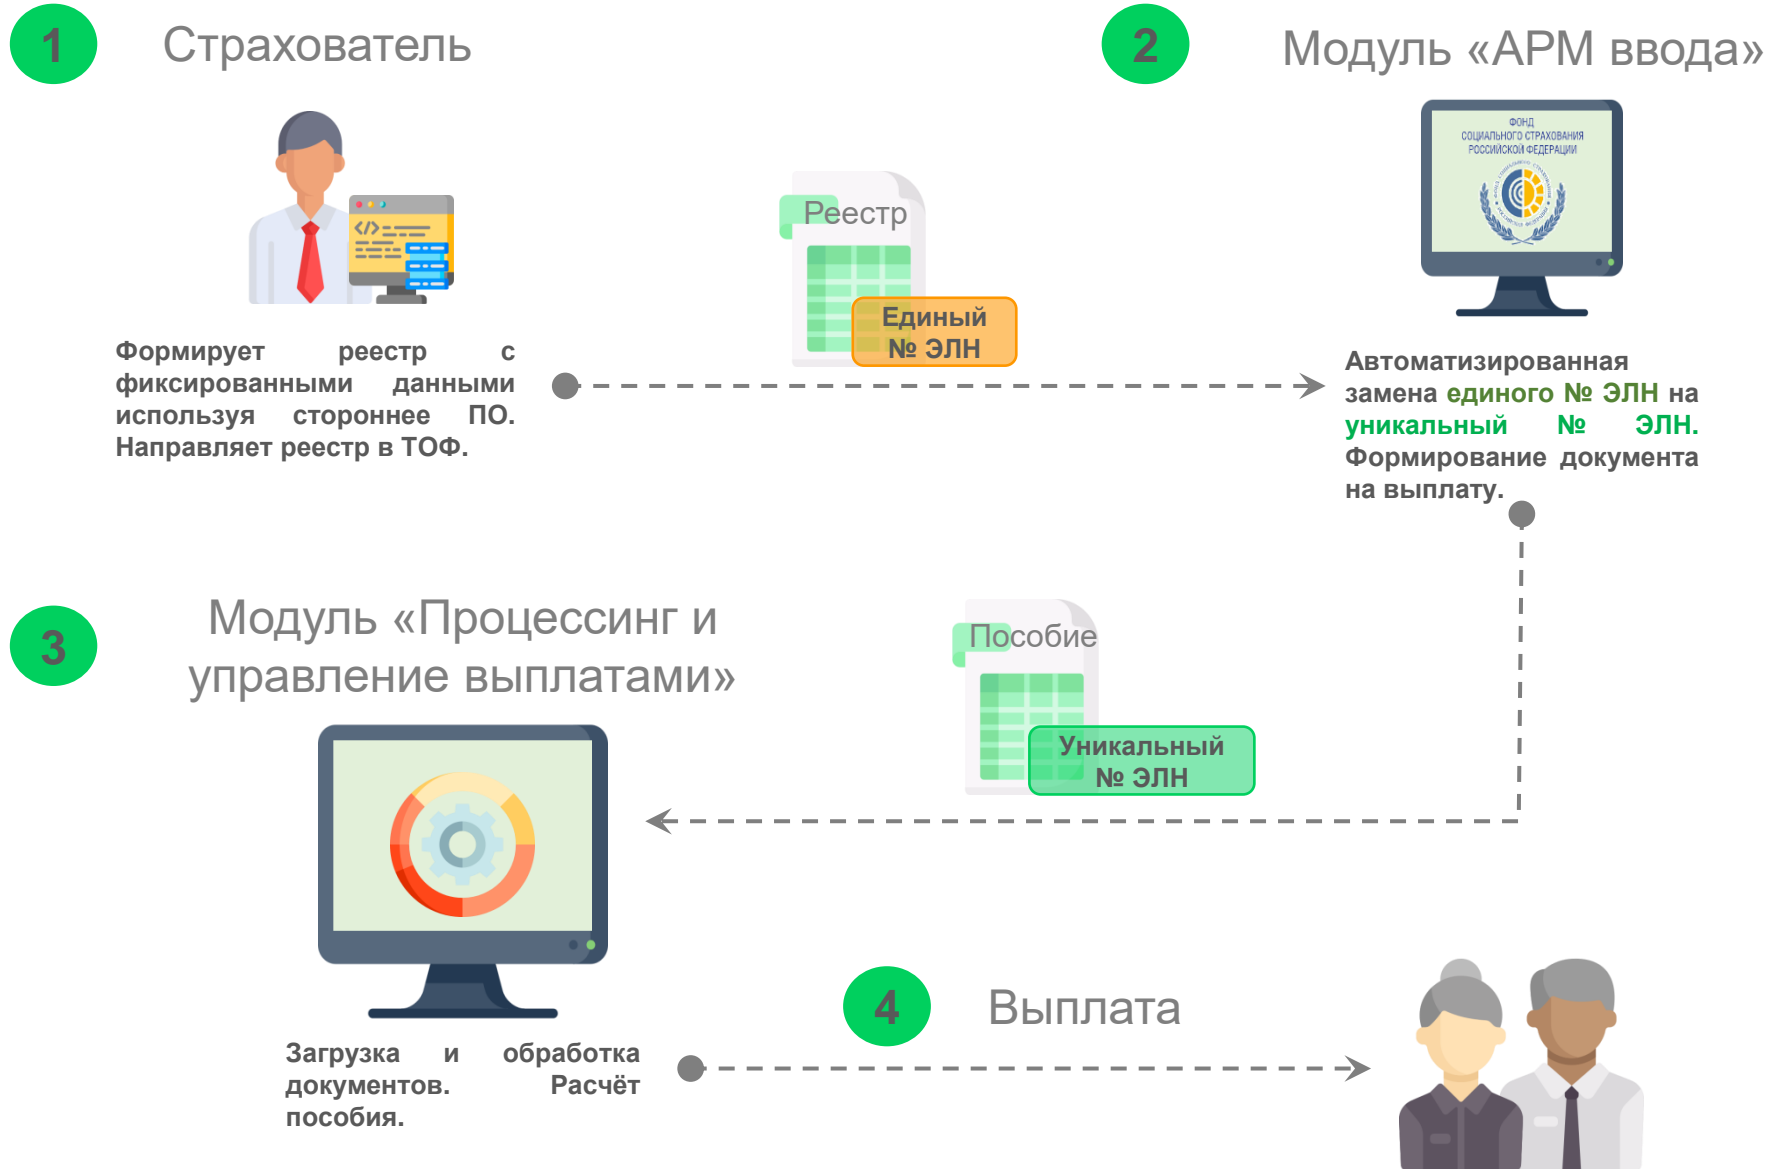 1
Страхователь
2
Модуль «АРМ ввода»
ФОНД
СОЦИАЛЬНОГО СТРАХОВАНИЯ
РОССИЙСКОЙ ФЕДЕРАЦИИ
Реестр
Единый
№ ЭЛН
Формирует реестр с
фиксированными данными
используя стороннее ПО.
Направляет реестр в ТОФ.
Автоматизированная
замена единого № ЭЛН на
уникальный № ЭЛН.
Формирование документа
на выплату.
3
Модуль «Процессинг и
управление выплатами»
Пособие
Уникальный
№ ЭЛН
Загрузка и обработка
документов. Расчёт
пособия.
4
Выплата